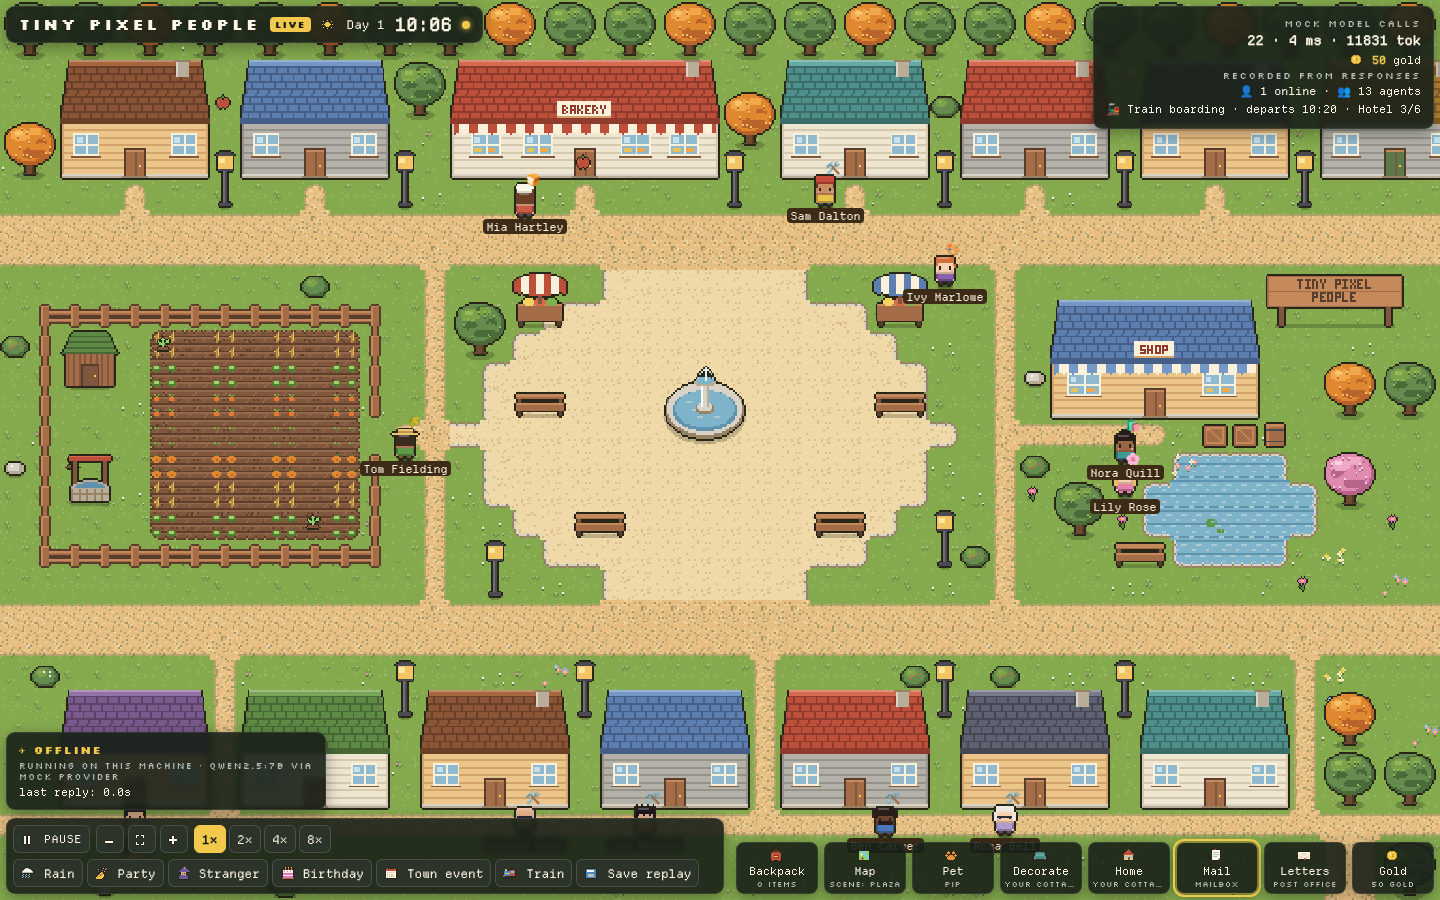 TINY PIXEL PEOPLE LIVE Day 1 10:06
MOCK MODEL CALLS
22 · 4 ms · 11831 tok
50 gold
RECORDED FROM RESPONSES
1 online · 13 agents
Train boarding · departs 10:20 · Hotel 3/6
BAKERY
Mia Hartley
Sam Dalton
Ivy Marlowe
TINY PIXEL
PEOPLE
SHOP
Tom Fielding
Nora Quill
Lily Rose
OFFLINE
RUNNING ON THIS MACHINE · QWEN2.5:7B VIA
MOCK PROVIDER
last reply: 0.0s
PAUSE
1×
2×
4×
8×
Rain
Party
Stranger
Birthday
Town event
Train
Save replay
Ben Carver
Rosa Bell
Backpack
0 ITEMS
Map
SCENE: PLAZA
Pet
PIP
Decorate
YOUR COTTA…
Home
YOUR COTTA…
Mail
MAILBOX
Letters
POST OFFICE
Gold
50 GOLD